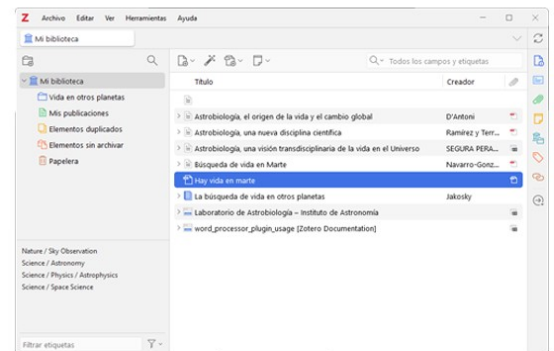 Z Archivo Editar Ver Herramientas Ayuda
Mi biblioteca
Todos los campos y etiquetas
Mi biblioteca
Vida en otros planetas
Mis publicaciones
Elementos duplicados
Elementos sin archivar
Papelera
Título Creador
Astrobiología, el origen de la vida y el cambio global D'Antoni
Astrobiología, una nueva disciplina científica Ramírez y Terr...
Astrobiología, una visión transdisciplinaria de la vida en el Universo SEGURA PERA...
Búsqueda de vida en Marte Navarro-Gonz...
Hay vida en marte
La búsqueda de vida en otros planetas Jakosky
Laboratorio de Astrobiología – Instituto de Astronomía
word_processor_plugin_usage [Zotero Documentation]
Nature / Sky Observation
Science / Astronomy
Science / Physics / Astrophysics
Science / Space Science
Filtrar etiquetas